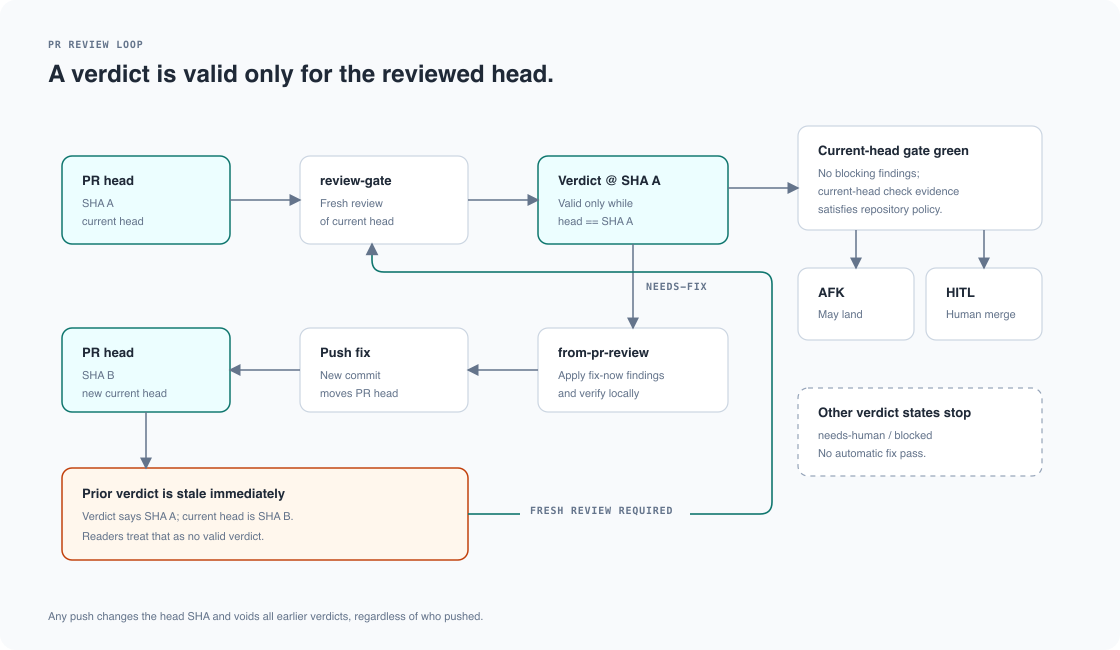 PR REVIEW LOOP
A verdict is valid only for the reviewed head.
PR head
SHA A
current head
review-gate
Fresh review
of current head
Verdict @ SHA A
Valid only while
head == SHA A
Current-head gate green
No blocking findings;
current-head check evidence
satisfies repository policy.
NEEDS-FIX
AFK
May land
HITL
Human merge
PR head
SHA B
new current head
Push fix
New commit
moves PR head
from-pr-review
Apply fix-now findings
and verify locally
Other verdict states stop
needs-human / blocked
No automatic fix pass.
Prior verdict is stale immediately
Verdict says SHA A; current head is SHA B.
Readers treat that as no valid verdict.
FRESH REVIEW REQUIRED
Any push changes the head SHA and voids all earlier verdicts, regardless of who pushed.